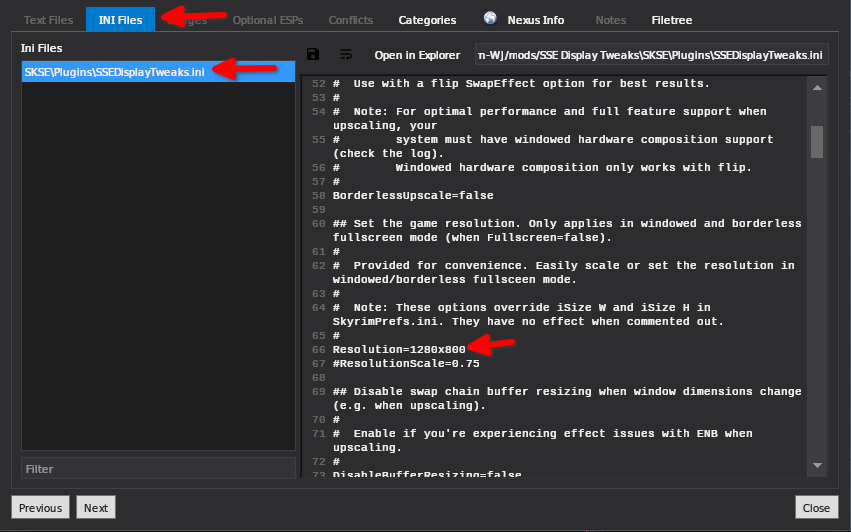 Text Files INI Files Images Optional ESPs Conflicts Categories Nexus Info Notes Filetree
Ini Files
SKSE\Plugins\SSEDisplayTweaks.ini
Filter
Open in Explorer n-WJ/mods/SSE Display Tweaks\SKSE\Plugins\SSEDisplayTweaks.ini
52 #  Use with a flip SwapEffect option for best results.
53 #
54 #  Note: For optimal performance and full feature support when
upscaling, your
55 #        system must have windowed hardware composition support
(check the log).
56 #        Windowed hardware composition only works with flip.
57 #
58 BorderlessUpscale=false
59
60 ## Set the game resolution. Only applies in windowed and borderless
fullscreen mode (when Fullscreen=false).
61 #
62 #  Provided for convenience. Easily scale or set the resolution in
windowed/borderless fullsceen mode.
63 #
64 #  Note: These options override iSize W and iSize H in
SkyrimPrefs.ini. They have no effect when commented out.
65 #
66 Resolution=1280x800
67 #ResolutionScale=0.75
68
69 ## Disable swap chain buffer resizing when window dimensions change
(e.g. when upscaling).
70 #
71 #  Enable if you're experiencing effect issues with ENB when
upscaling.
72 #
73 DisableBufferResizing=false
Previous Next Close